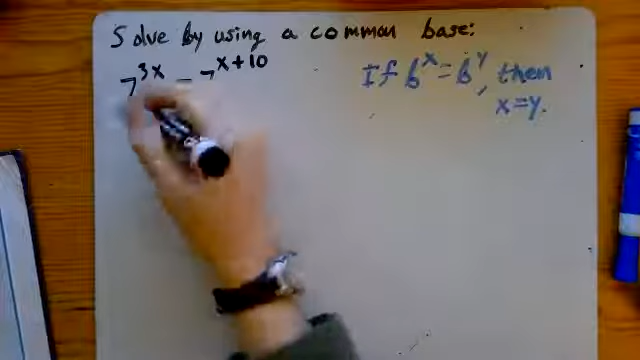 Solve by using a common base:
7^{3x} = 7^{x+10}
If b^x = b^y, then
x=y.